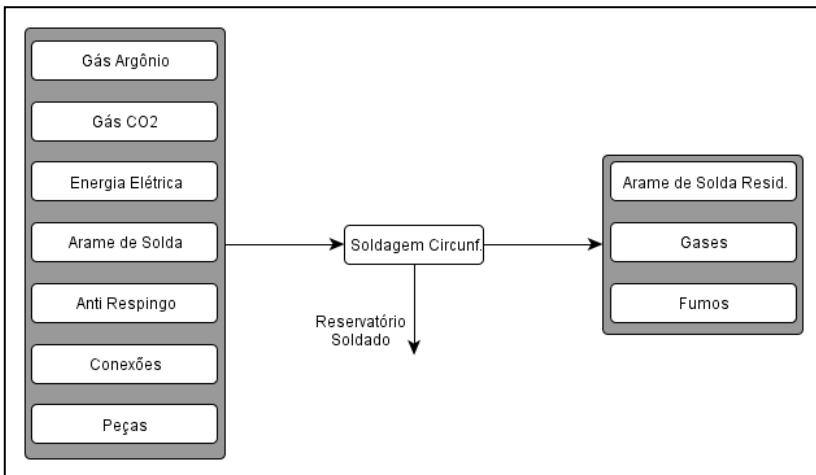 Gás Argônio
Gás CO2
Energia Elétrica
Arame de Solda
Anti Respingo
Conexões
Peças
Soldagem Circunf.
Reservatório
Soldado
Arame de Solda Resid.
Gases
Fumos